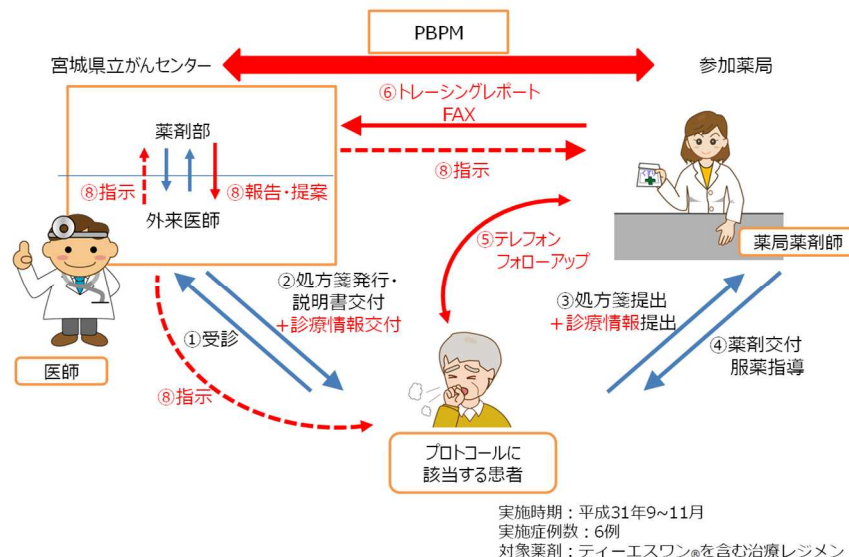 PBPM
宮城県立がんセンター
参加薬局
⑥トレーシングレポート
FAX
薬剤部
⑧指示
⑧報告・提案
外来医師
⑧指示
薬局薬剤師
⑤テレフォン
フォローアップ
②処方箋発行・
説明書交付
+診療情報交付
①受診
③処方箋提出
+診療情報提出
④薬剤交付
服薬指導
医師
⑧指示
プロトコールに
該当する患者
実施時期：平成31年9~11月
実施症例数：6例
対象薬剤：ティーエスワン®を含む治療レジメン